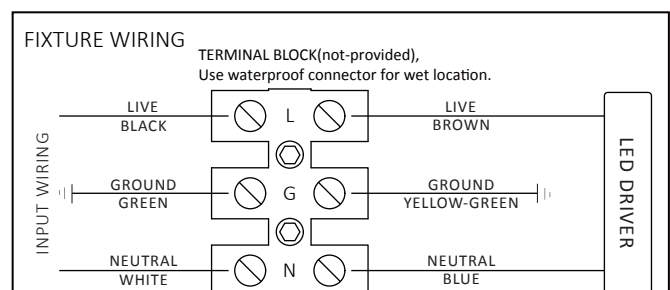 FIXTURE WIRING
TERMINAL BLOCK(not-provided),
Use waterproof connector for wet location.
LIVE
BLACK
L
LIVE
BROWN
INPUT WIRING
GROUND
GREEN
G
GROUND
YELLOW-GREEN
LED DRIVER
NEUTRAL
WHITE
N
NEUTRAL
BLUE